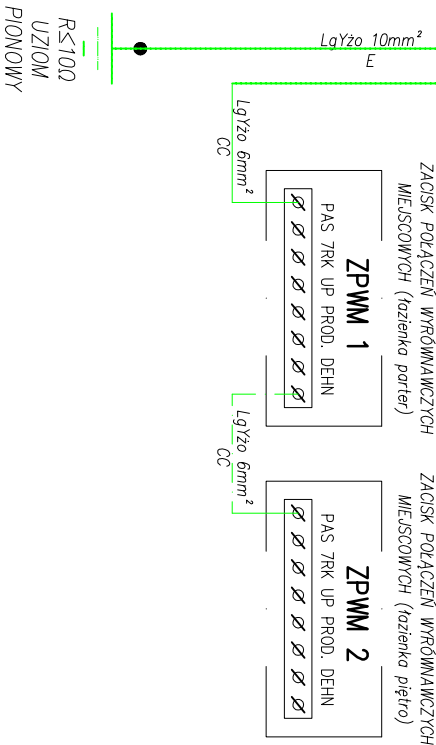 LgYżo 10mm²
E
R≤10Ω
UZIOM
PIONOWY
LgYżo 6mm²
CC
ZACISK POŁĄCZEŃ WYRÓWNAWCZYCH
MIEJSCOWYCH (łazienka parter)
ZPWM 1
PAS 7RK UP PROD. DEHN
LgYżo 6mm²
CC
ZACISK POŁĄCZEŃ WYRÓWNAWCZYCH
MIEJSCOWYCH (łazienka piętro)
ZPWM 2
PAS 7RK UP PROD. DEHN